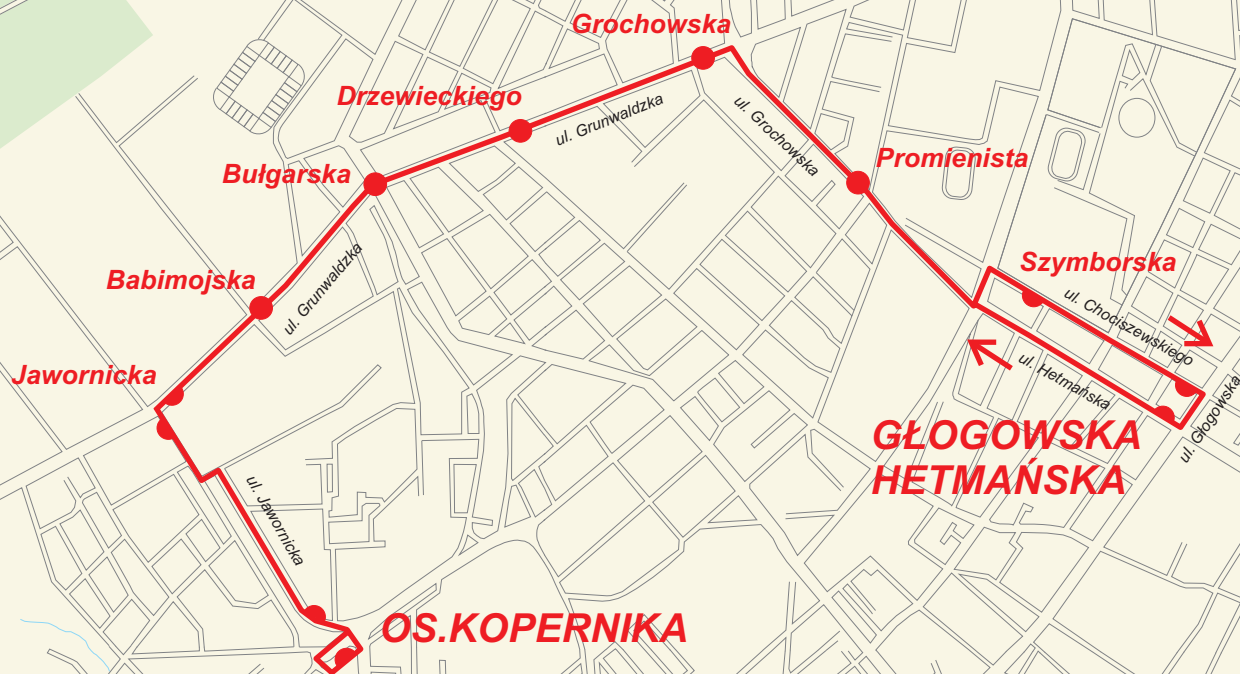 Grochowska
Drzewieckiego
ul. Grunwaldzka
ul. Grochowska
Bułgarska
Promienista
Babimojska
ul. Grunwaldzka
Szymborska
ul. Chociszewskiego
Jawornicka
ul. Hetmańska
ul. Głogowska
GŁOGOWSKA
HETMAŃSKA
ul. Jawornicka
OS.KOPERNIKA